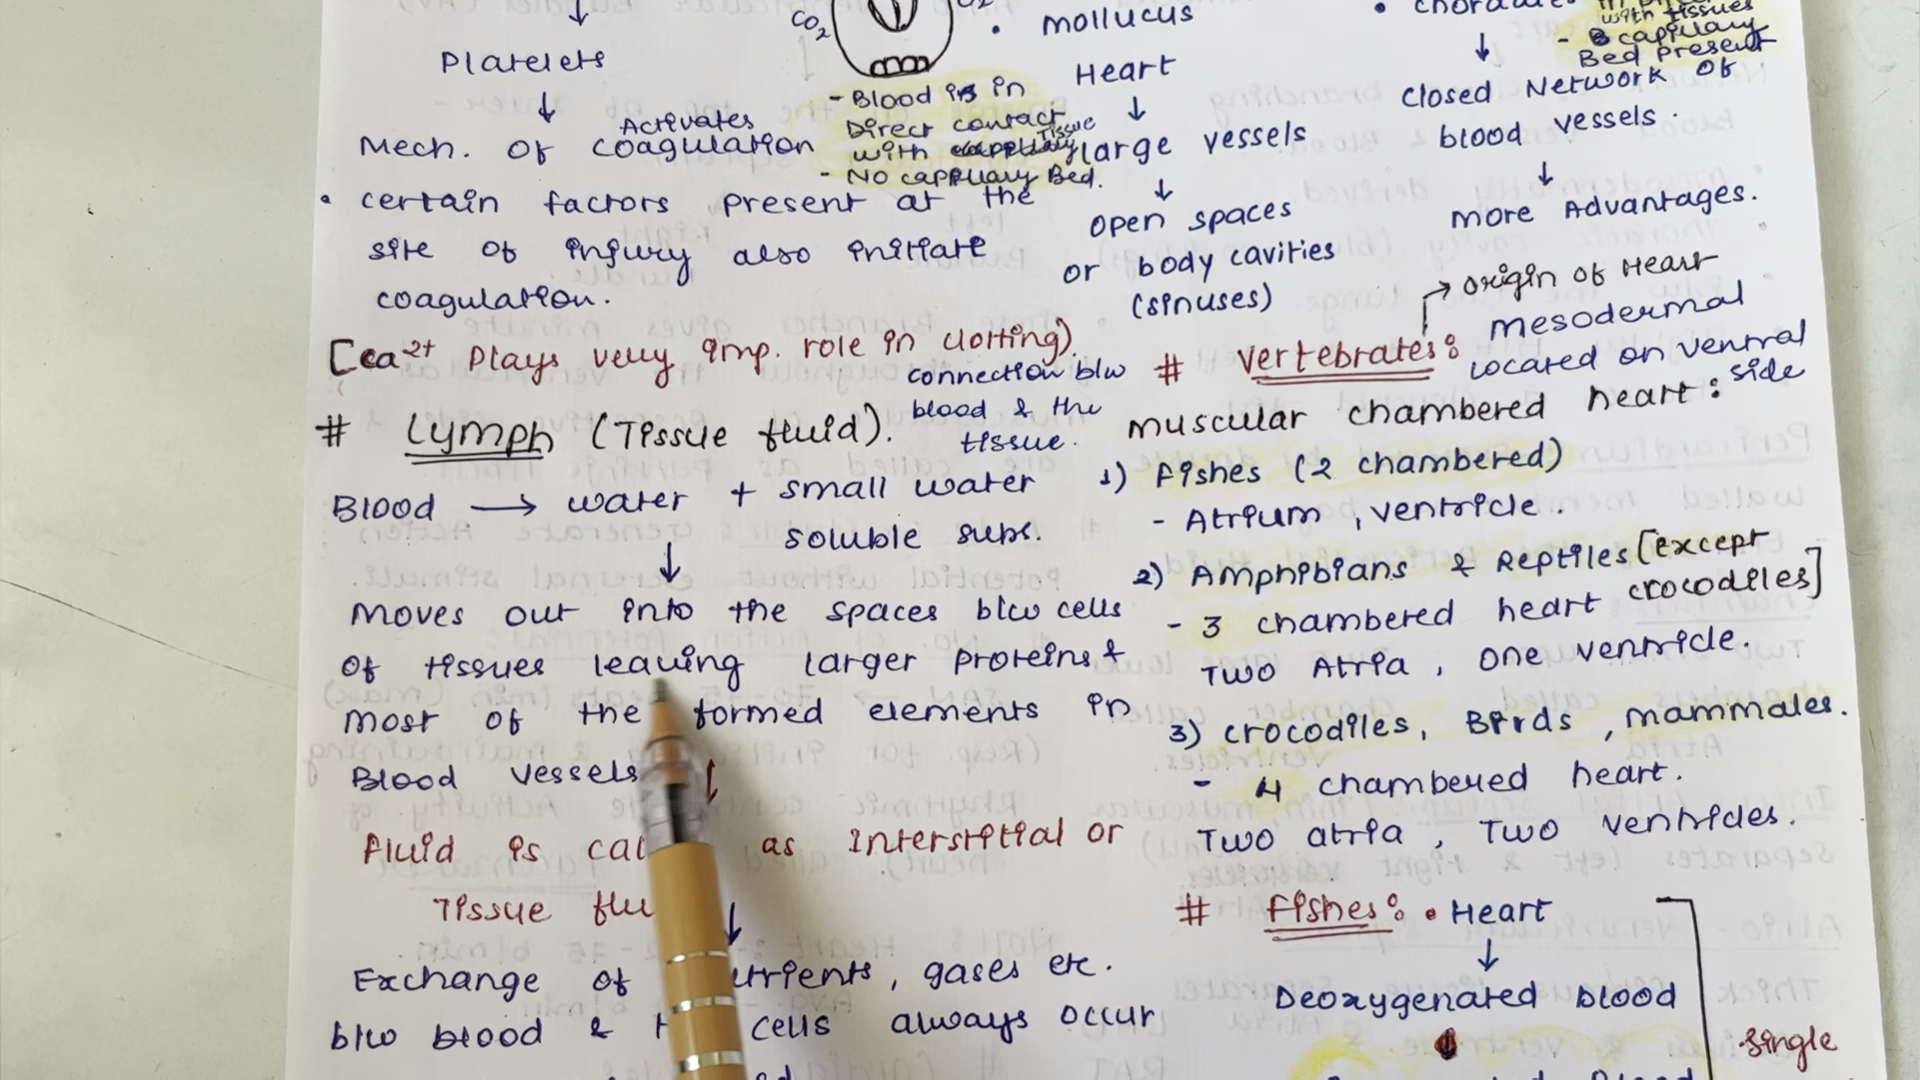 Platelets
Activates
Mech. of coagulation
• certain factors present at the
site of injury also initiate
coagulation.
[Ca2+ plays very imp. role in clotting).
# Lymph (Tissue fluid).
connection b/w
blood & the
tissue.
Blood → water + small water
soluble subs.
moves out into the spaces b/w cells
of tissues leaving larger proteins &
most of the formed elements in
Blood vessels
fluid is as Interstitial or
Tissue
Exchange of , gases etc.
b/w blood & cells always occur
CO2
- Blood is in
Direct contact
with Tissue
- No capillary Bed.
• mollucus
Heart
large vessels
open spaces
or body cavities
(sinuses)
with tissues
- capillary
Bed present
closed Network of
blood vessels.
more Advantages.
→ origin of Heart
# Vertebrates: mesodermal
located on ventral
side
muscular chambered heart:
1) Fishes (2 chambered)
- Atrium, ventricle.
2) Amphibians & Reptiles [except
crocodiles]
- 3 chambered heart
Two Atria, one ventricle.
3) crocodiles, Birds, mammales.
- 4 chambered heart.
Two atria, Two ventricles.
# Fishes: • Heart
Deoxygenated blood
single